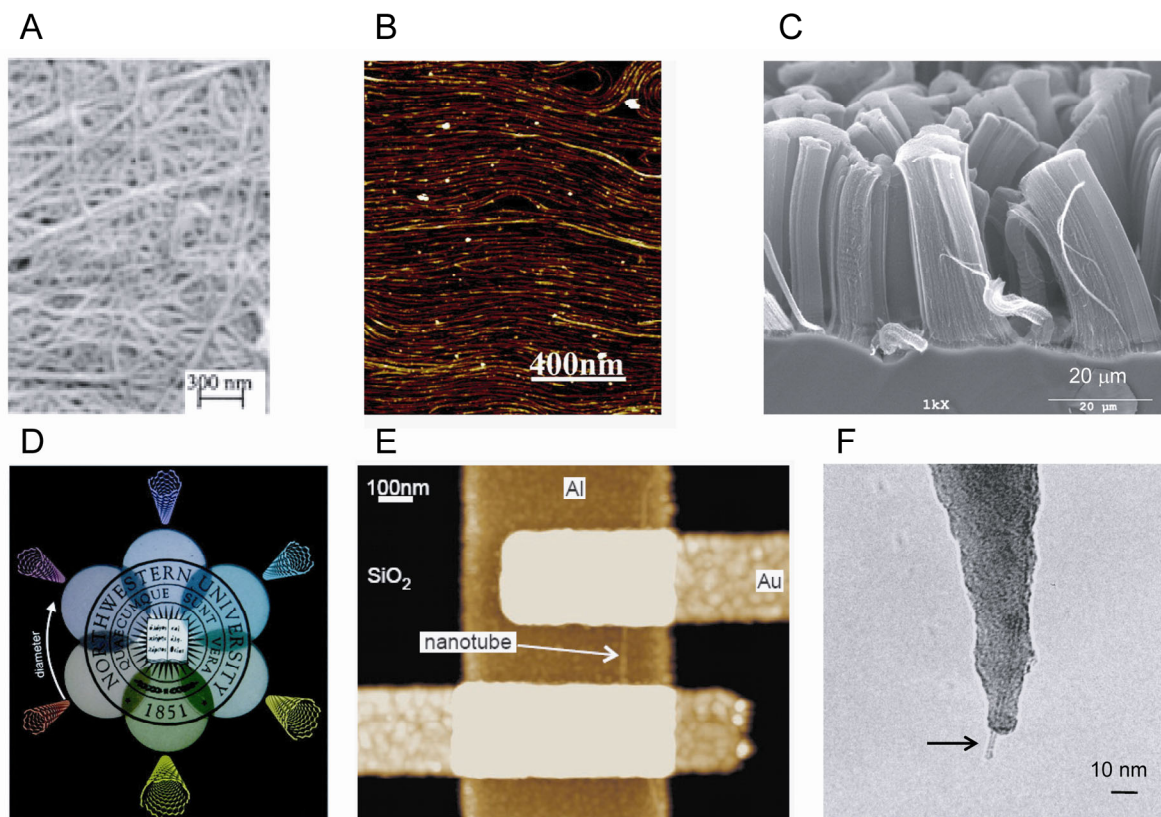 A
B
C
300 nm
400nm
20 μm
1kX
20 μm
D
E
F
NORTHWESTERN UNIVERSITY
QUAECUMQUE SUNT VERA
1851
diameter
100nm
Al
SiO2
Au
nanotube
10 nm